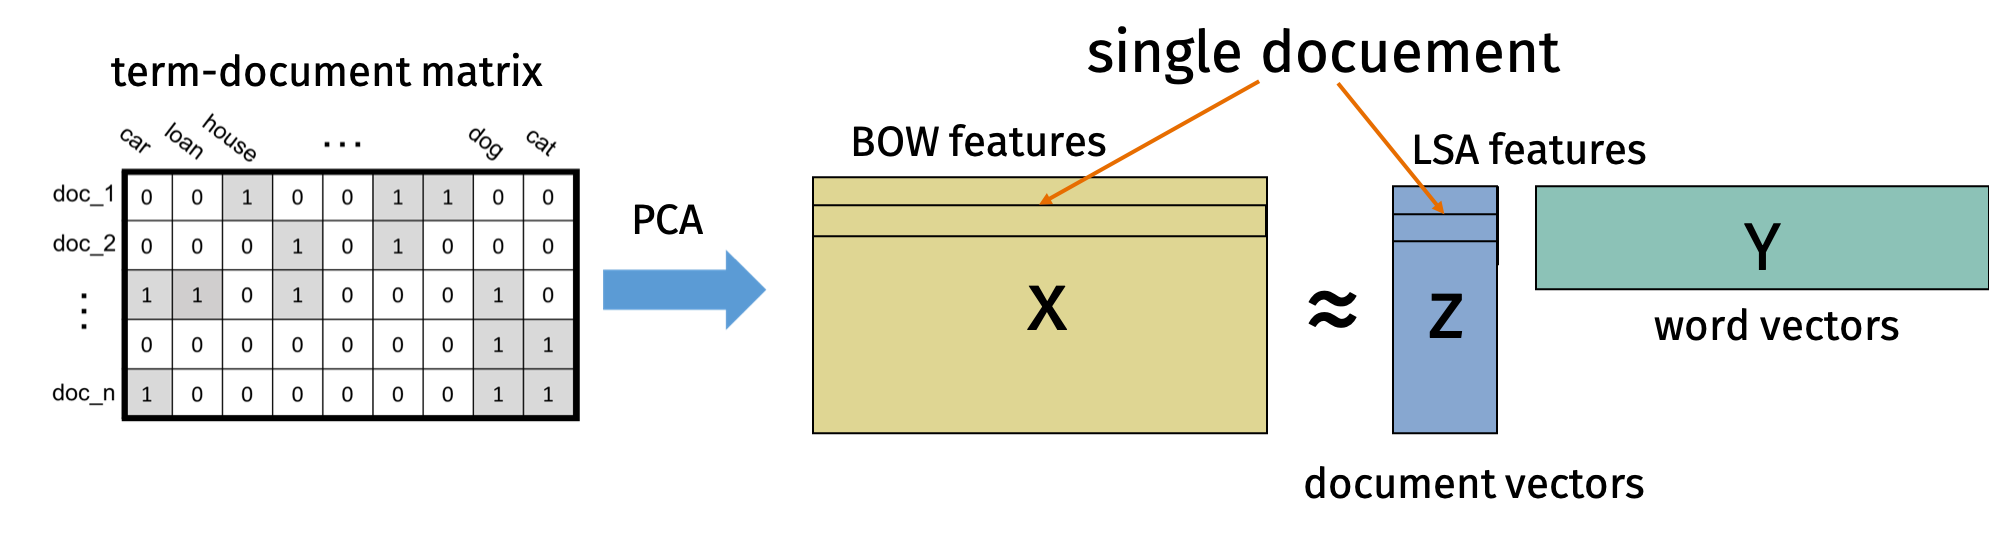 term-document matrix
car loan house ... dog cat
doc_1 0 0 1 0 0 1 1 0 0
doc_2 0 0 0 1 0 1 0 0 0
⋮ 1 1 0 1 0 0 0 1 0
0 0 0 0 0 0 0 1 1
doc_n 1 0 0 0 0 0 0 1 1
PCA
single docuement
BOW features
LSA features
X
≈
Z
Y
word vectors
document vectors